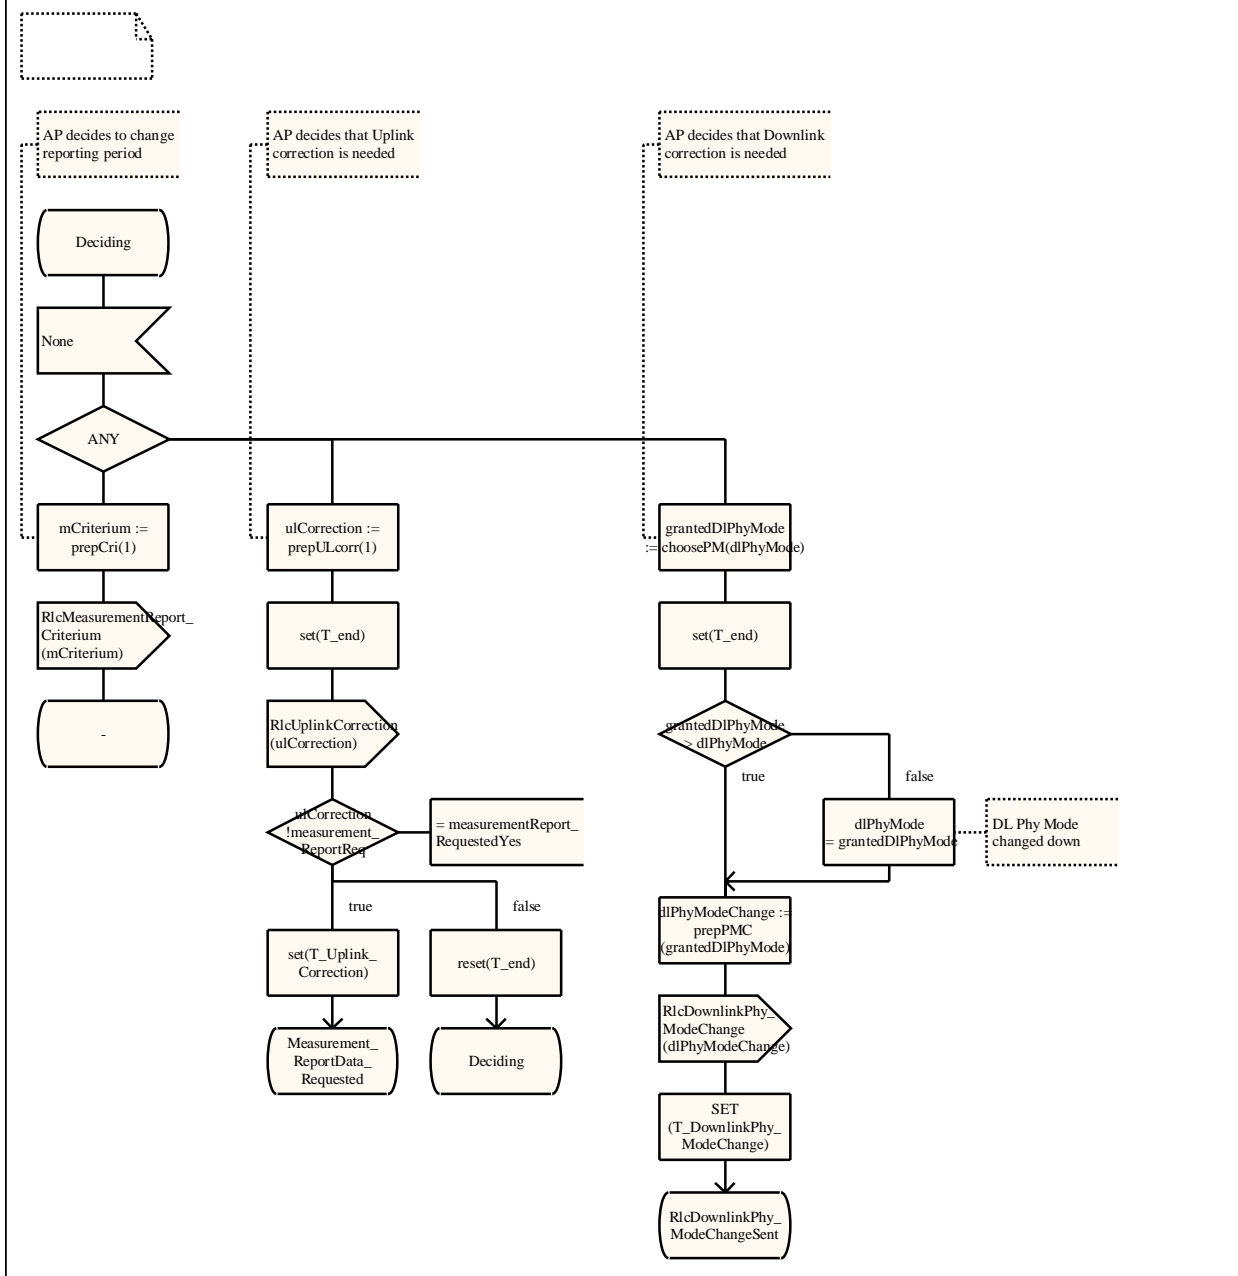 AP decides to change
reporting period
AP decides that Uplink
correction is needed
AP decides that Downlink
correction is needed
Deciding
None
ANY
mCriterium :=
prepCri(1)
ulCorrection :=
prepULcorr(1)
grantedDlPhyMode
:= choosePM(dlPhyMode)
RlcMeasurementReport_
Criterium
(mCriterium)
set(T_end)
set(T_end)
-
RlcUplinkCorrection
(ulCorrection)
grantedDlPhyMode
> dlPhyMode
true
false
ulCorrection
!measurement_
ReportReq
= measurementReport_
RequestedYes
dlPhyMode
= grantedDlPhyMode
DL Phy Mode
changed down
true
false
dlPhyModeChange :=
prepPMC
(grantedDlPhyMode)
set(T_Uplink_
Correction)
reset(T_end)
RlcDownlinkPhy_
ModeChange
(dlPhyModeChange)
Measurement_
ReportData_
Requested
Deciding
SET
(T_DownlinkPhy_
ModeChange)
RlcDownlinkPhy_
ModeChangeSent